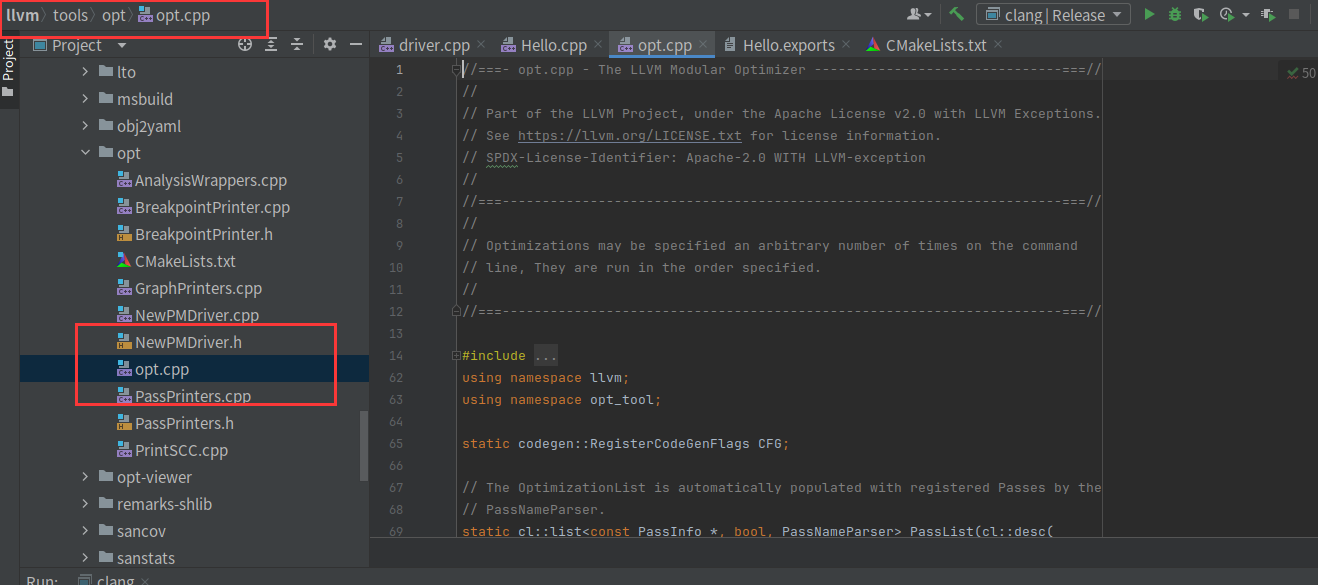 llvm tools opt opt.cpp
clang | Release
Project
Project
driver.cpp Hello.cpp opt.cpp Hello.exports CMakeLists.txt
lto
msbuild
obj2yaml
opt
AnalysisWrappers.cpp
BreakpointPrinter.cpp
BreakpointPrinter.h
CMakeLists.txt
GraphPrinters.cpp
NewPMDriver.cpp
NewPMDriver.h
opt.cpp
PassPrinters.cpp
PassPrinters.h
PrintSCC.cpp
opt-viewer
remarks-shlib
sancov
sanstats
50
1 //===- opt.cpp - The LLVM Modular Optimizer -------------------------------===//
2 //
3 // Part of the LLVM Project, under the Apache License v2.0 with LLVM Exceptions.
4 // See https://llvm.org/LICENSE.txt for license information.
5 // SPDX-License-Identifier: Apache-2.0 WITH LLVM-exception
6 //
7 //===----------------------------------------------------------------------===//
8 //
9 // Optimizations may be specified an arbitrary number of times on the command
10 // line, They are run in the order specified.
11 //
12 //===----------------------------------------------------------------------===//
13
14 #include ...
62 using namespace llvm;
63 using namespace opt_tool;
64
65 static codegen::RegisterCodeGenFlags CFG;
66
67 // The OptimizationList is automatically populated with registered Passes by the
68 // PassNameParser.
69 static cl::list<const PassInfo *, bool, PassNameParser> PassList(cl::desc(
Run: clang